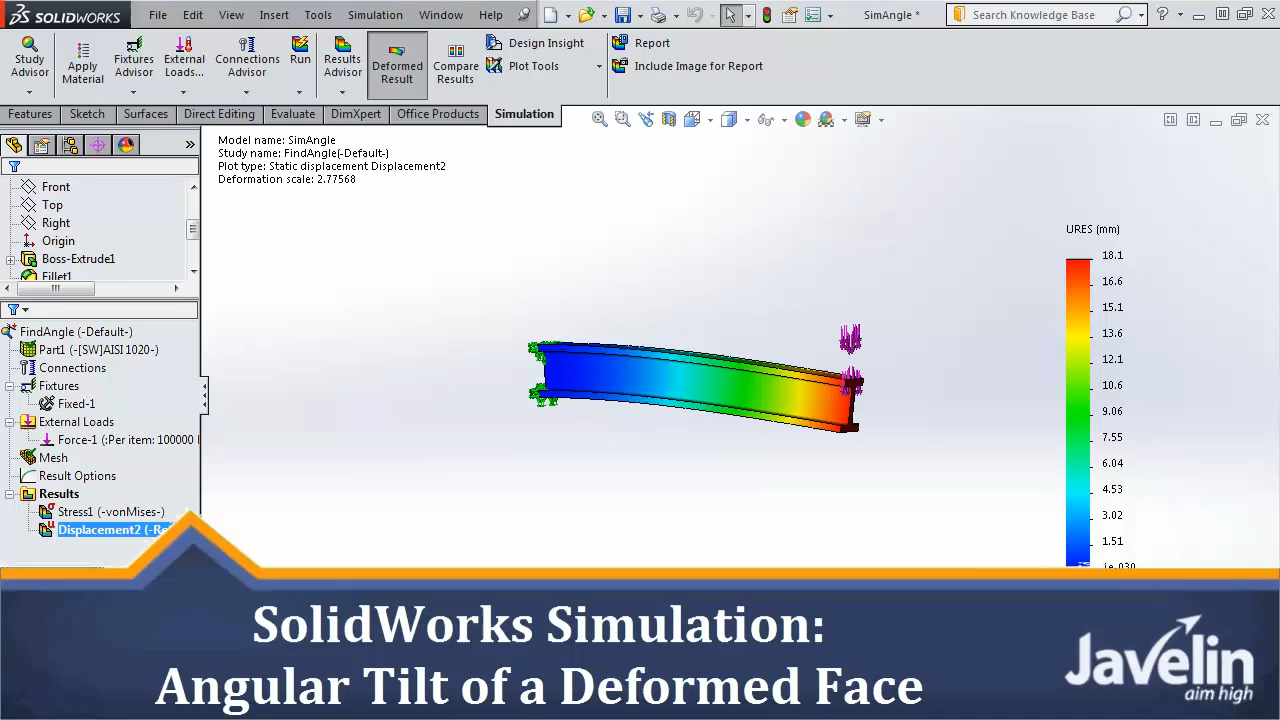 DS SOLIDWORKS
File Edit View Insert Tools Simulation Window Help
SimAngle *
Search Knowledge Base
Study Advisor
Apply Material
Fixtures Advisor
External Loads...
Connections Advisor
Run
Results Advisor
Deformed Result
Compare Results
Design Insight
Plot Tools
Report
Include Image for Report
Features Sketch Surfaces Direct Editing Evaluate DimXpert Office Products Simulation
Model name: SimAngle
Study name: FindAngle(-Default-)
Plot type: Static displacement Displacement2
Deformation scale: 2.77568
Front
Top
Right
Origin
Boss-Extrude1
Fillet1
FindAngle (-Default-)
Part1 (-[SW]AISI 1020-)
Connections
Fixtures
Fixed-1
External Loads
Force-1 (:Per item: 100000
Mesh
Result Options
Results
Stress1 (-vonMises-)
Displacement2 (-Re
URES (mm)
18.1
16.6
15.1
13.6
12.1
10.6
9.06
7.55
6.04
4.53
3.02
1.51
1e-030
SolidWorks Simulation:
Angular Tilt of a Deformed Face
Javelin
aim high